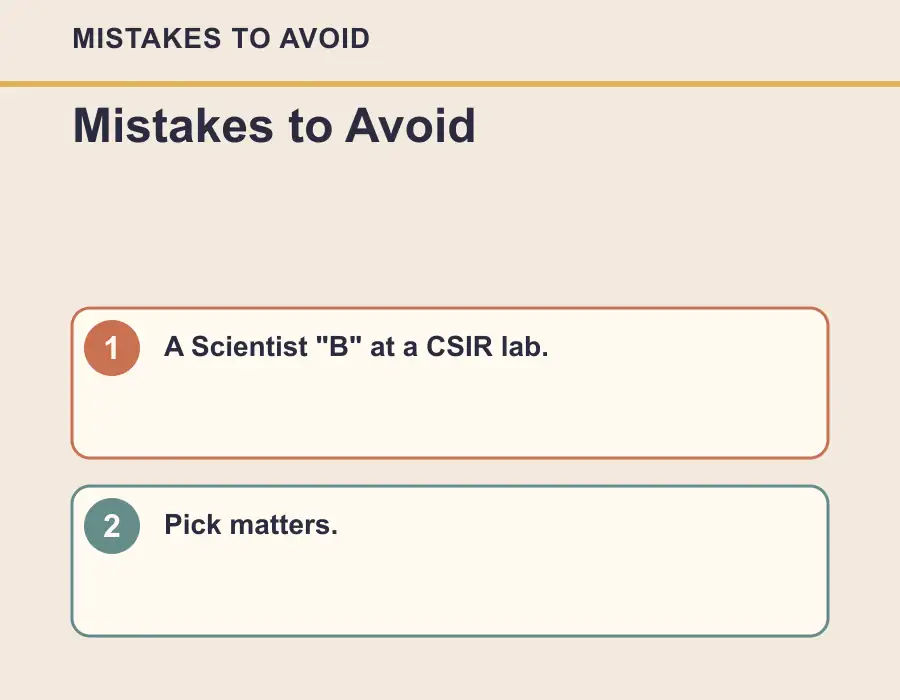 MISTAKES TO AVOID
Mistakes to Avoid
1
A Scientist "B" at a CSIR lab.
2
Pick matters.